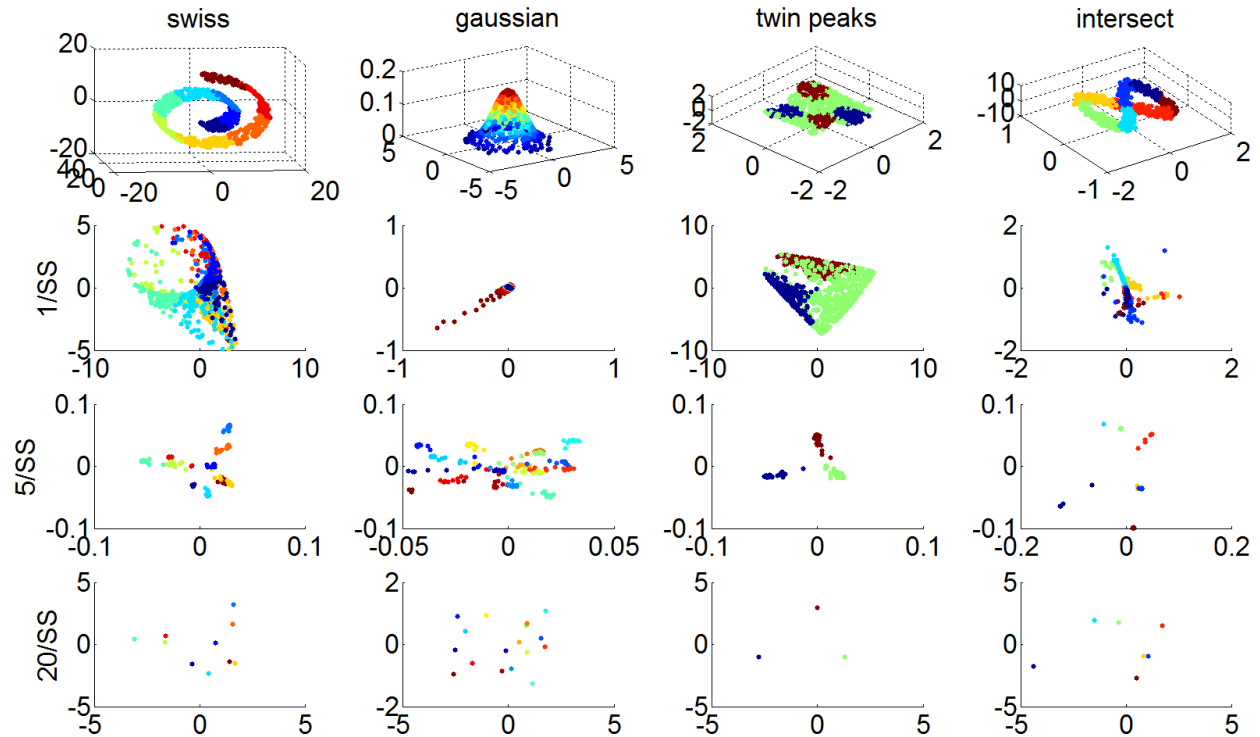 swiss gaussian twin peaks intersect
20 0 -20 40 20 0 -20 0 20
0.2 0.1 0 5 0 -5 -5 0 5
2 0 -2 2 0 -2 -2 0 2
10 0 -10 1 0 -1 -2 0 2
1/SS
5 0 -5 -10 0 10
1 0 -1 -1 0 1
10 0 -10 -10 0 10
2 0 -2 -2 0 2
5/SS
0.1 0 -0.1 -0.1 0 0.1
0.1 0 -0.1 -0.05 0 0.05
0.1 0 -0.1 -0.1 0 0.1
0.1 0 -0.1 -0.2 0 0.2
20/SS
5 0 -5 -5 0 5
2 0 -2 -5 0 5
5 0 -5 -5 0 5
5 0 -5 -5 0 5